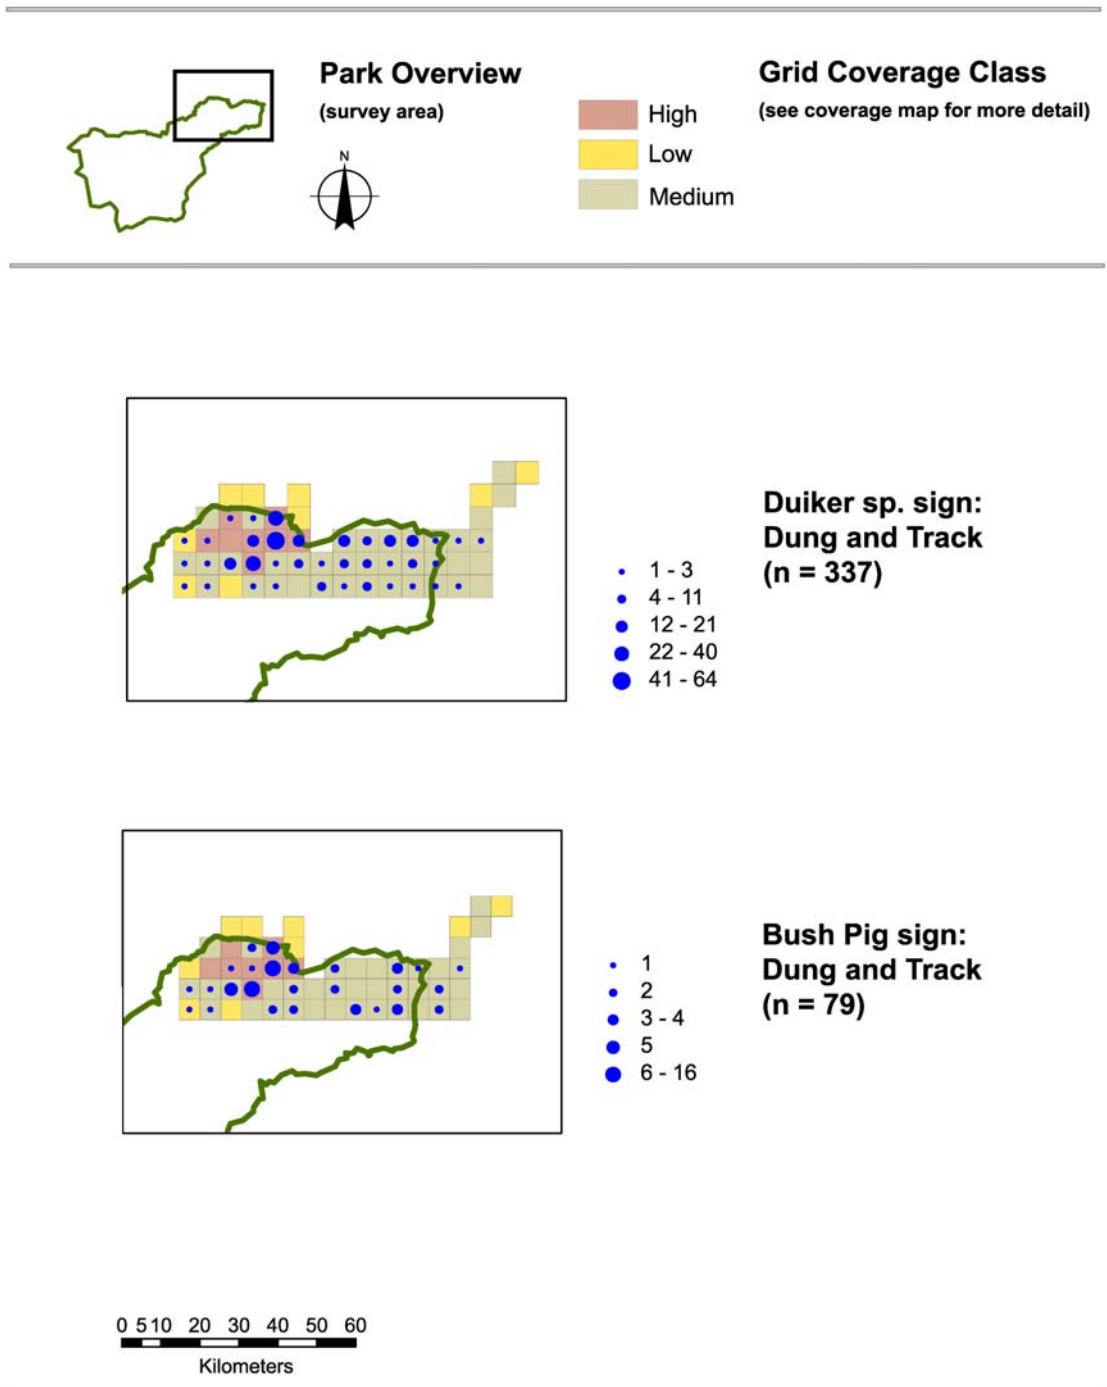 Park Overview
(survey area)
N
High
Low
Medium
Grid Coverage Class
(see coverage map for more detail)
1 - 3
4 - 11
12 - 21
22 - 40
41 - 64
Duiker sp. sign:
Dung and Track
(n = 337)
1
2
3 - 4
5
6 - 16
Bush Pig sign:
Dung and Track
(n = 79)
0 5 10 20 30 40 50 60
Kilometers